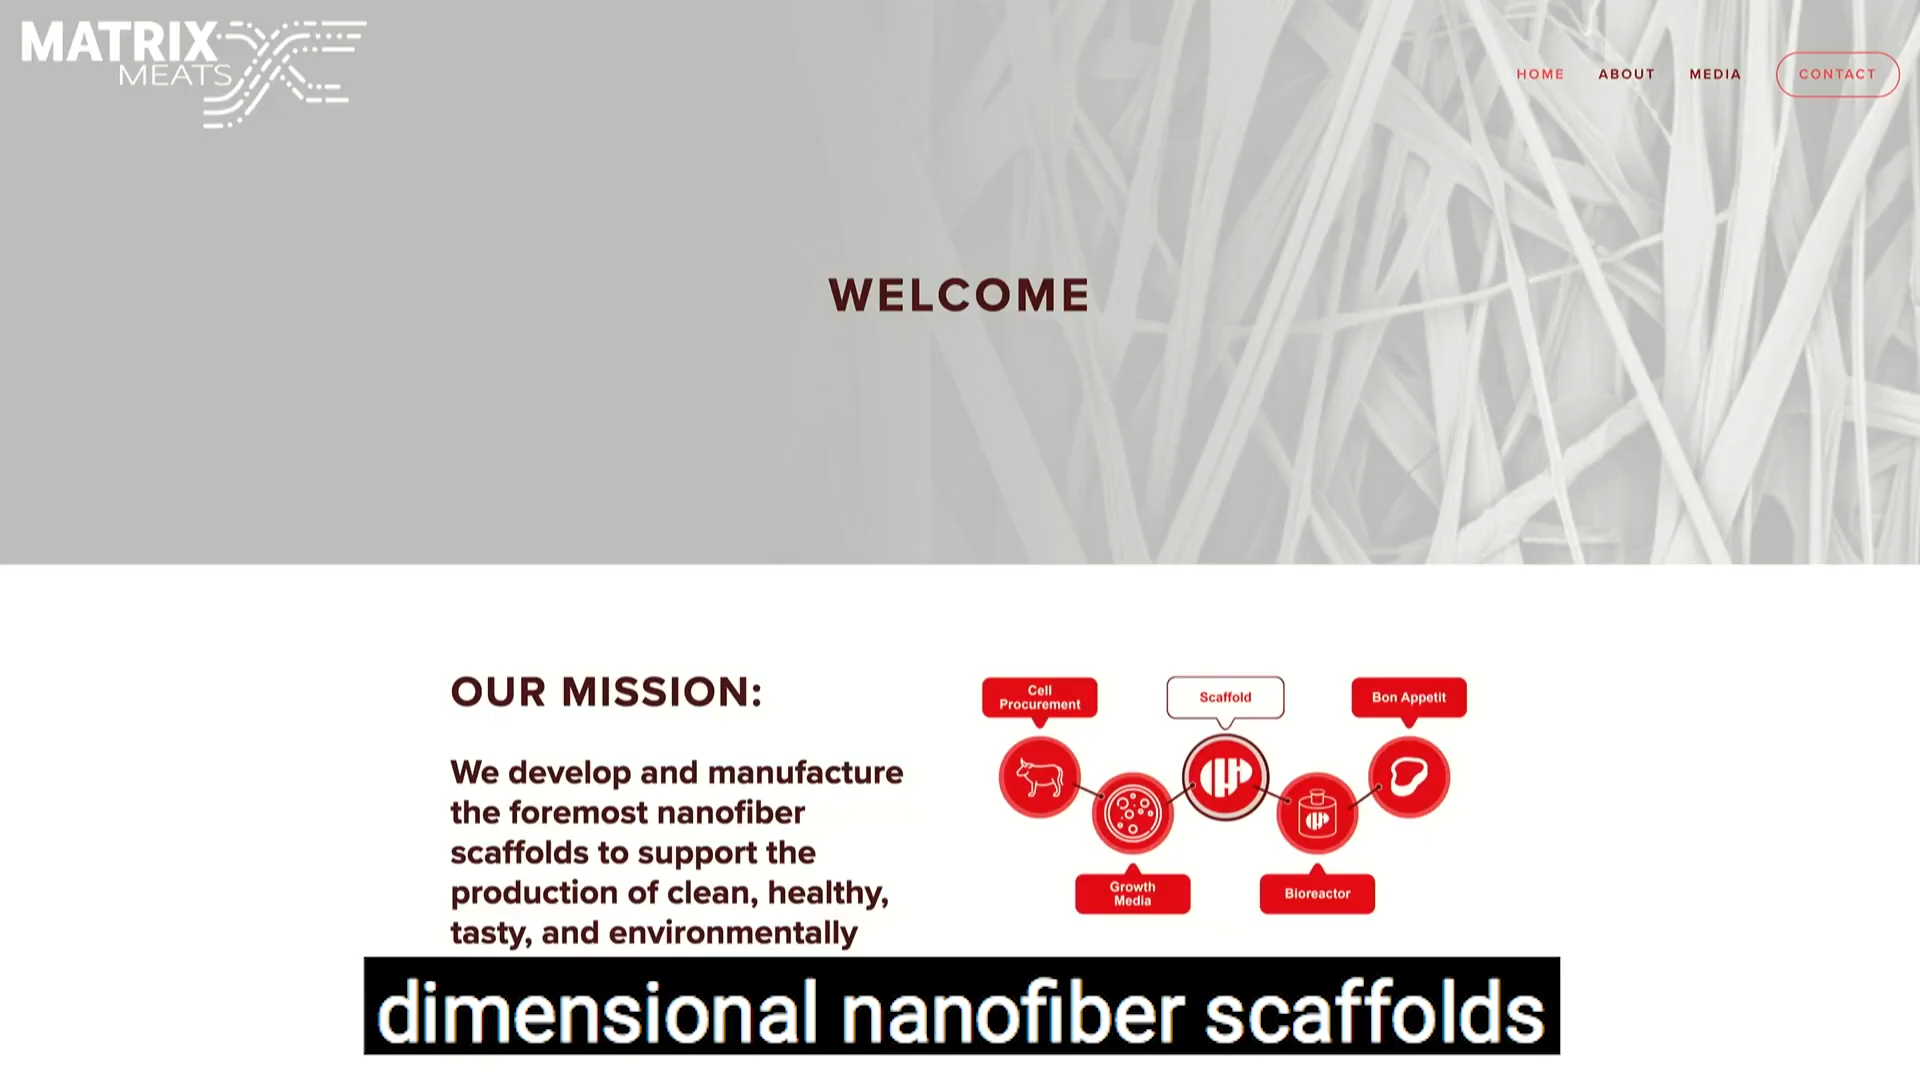 MATRIX
MEATS
HOME ABOUT MEDIA CONTACT
WELCOME
OUR MISSION:
We develop and manufacture
the foremost nanofiber
scaffolds to support the
production of clean, healthy,
tasty, and environmentally
Cell
Procurement
Scaffold
Bon Appetit
Growth
Media
Bioreactor
dimensional nanofiber scaffolds